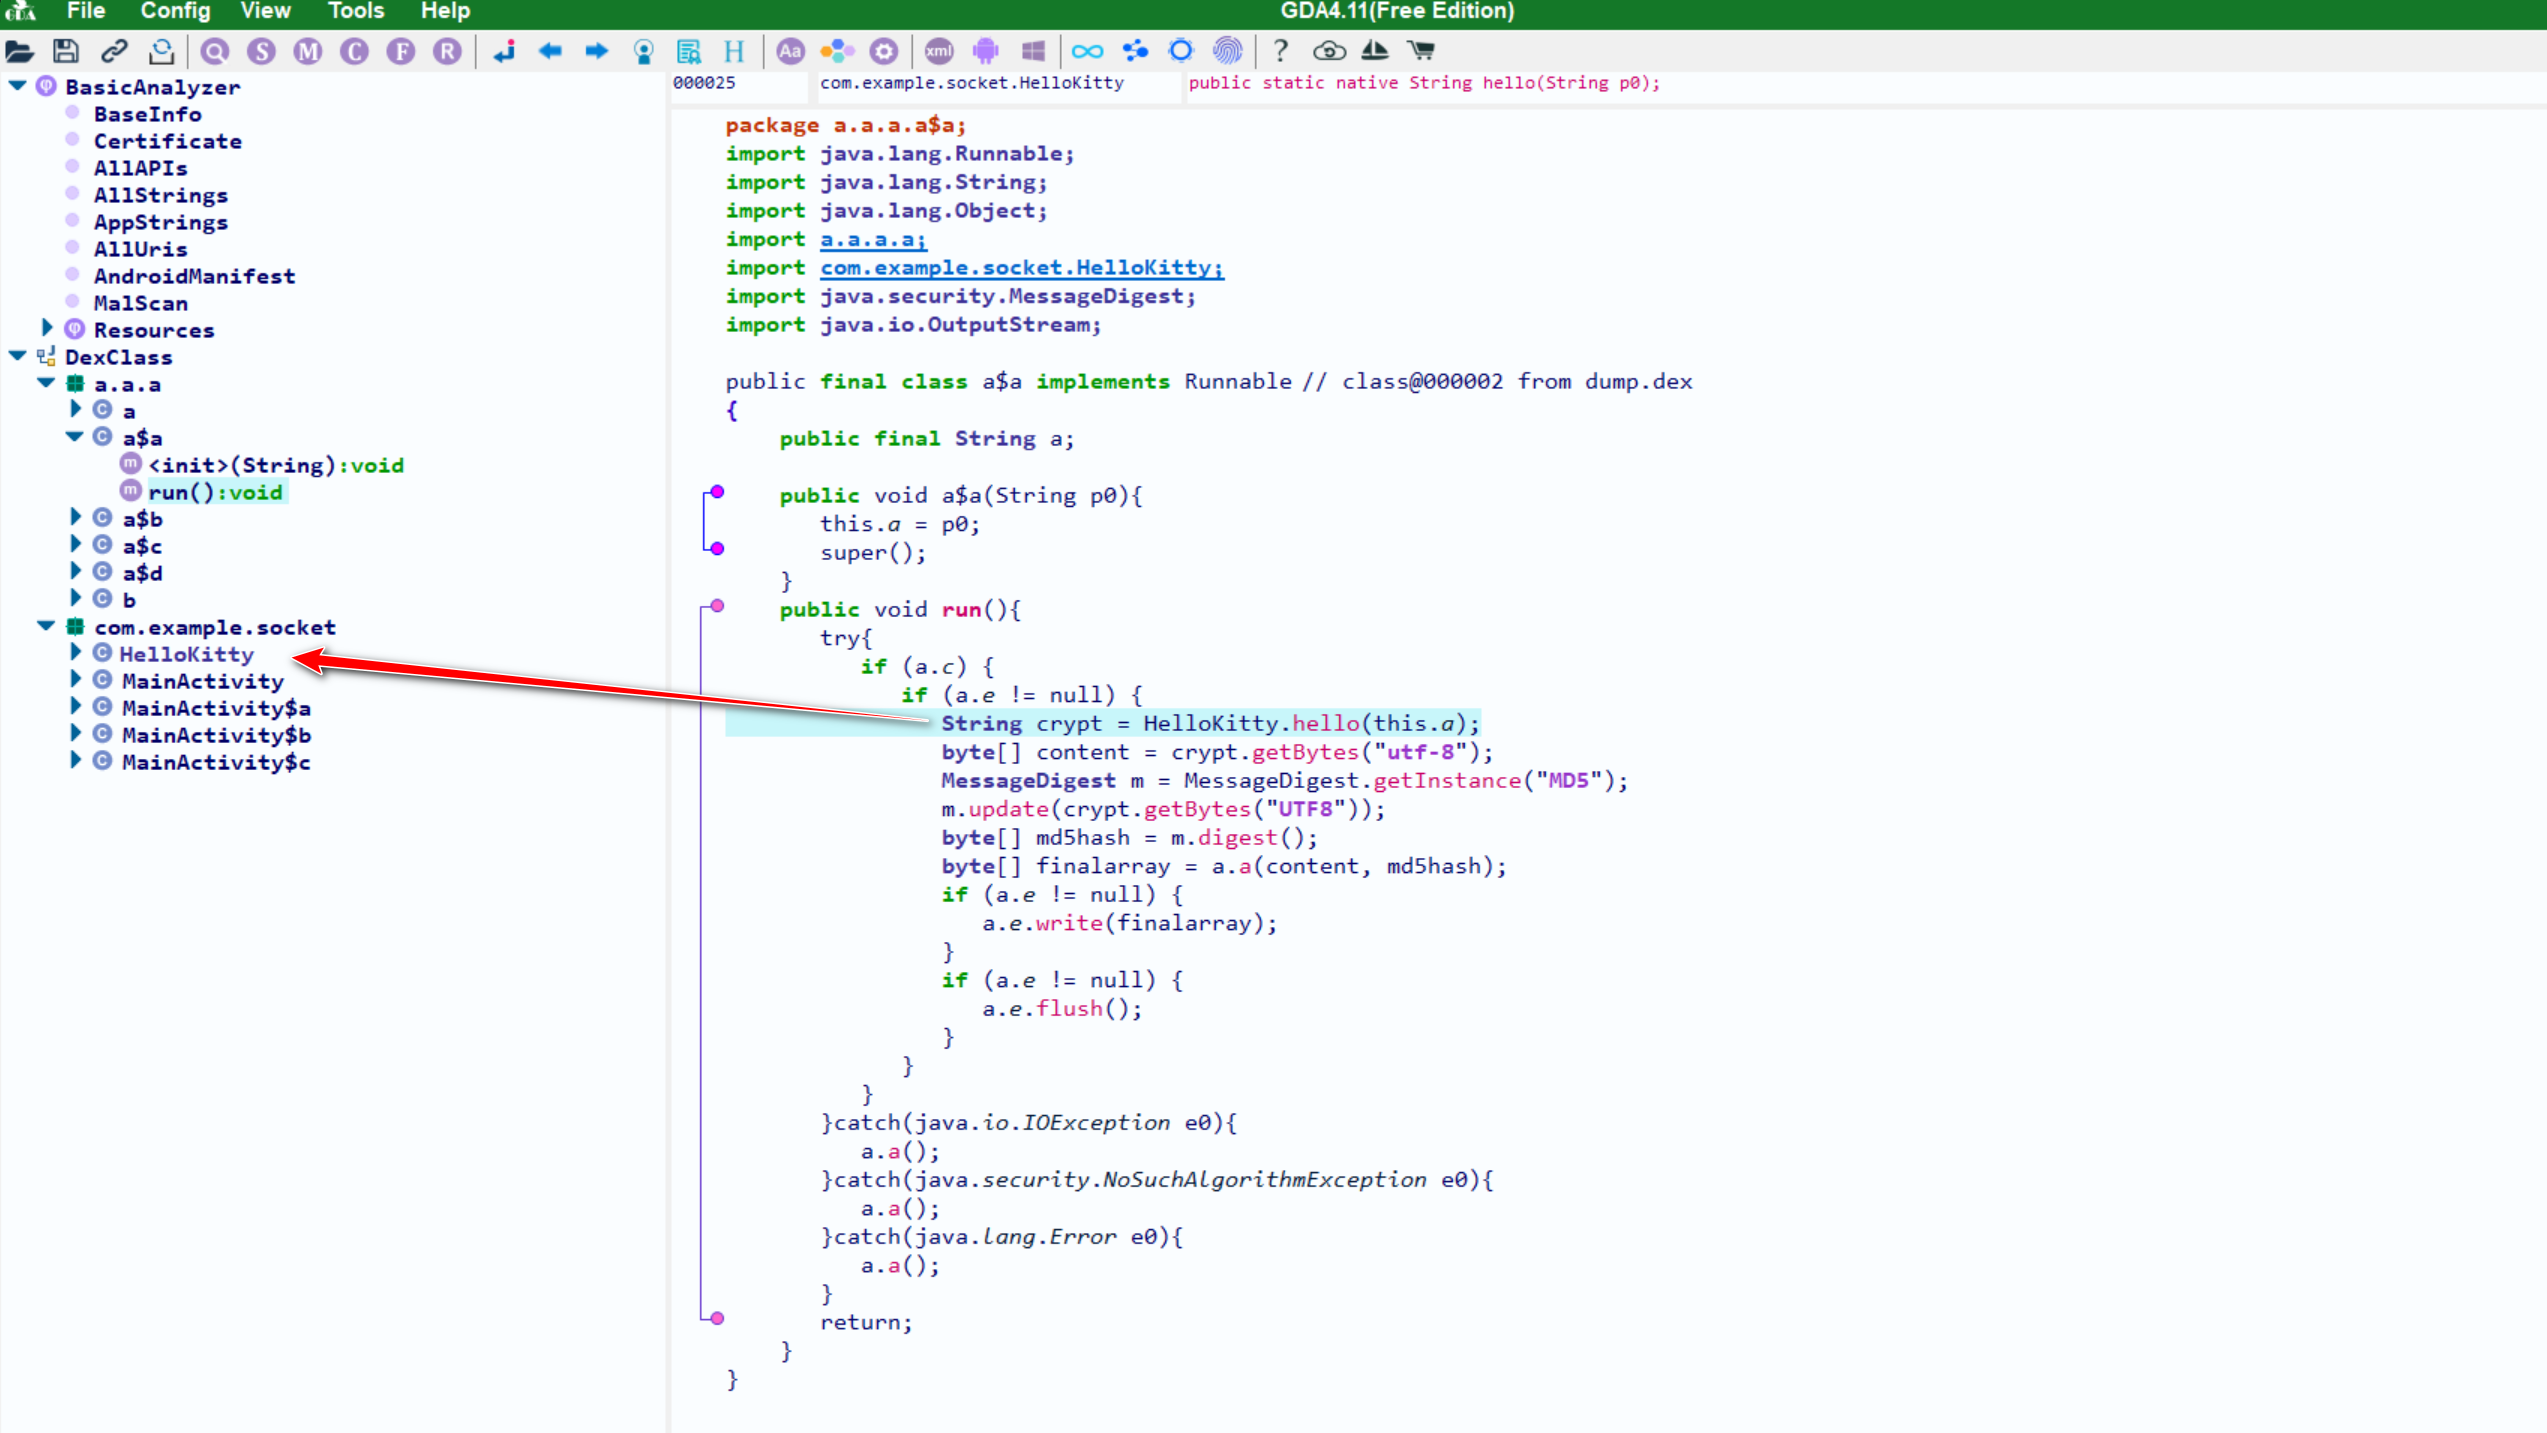 GDA File Config View Tools Help GDA4.11(Free Edition)
Q S M C F R H Aa xml ?
BasicAnalyzer
BaseInfo
Certificate
AllAPIs
AllStrings
AppStrings
AllUris
AndroidManifest
MalScan
Resources
DexClass
a.a.a
C a
C a$a
m <init>(String):void
m run():void
C a$b
C a$c
C a$d
C b
com.example.socket
C HelloKitty
C MainActivity
C MainActivity$a
C MainActivity$b
C MainActivity$c
000025 com.example.socket.HelloKitty public static native String hello(String p0);
package a.a.a.a$a;
import java.lang.Runnable;
import java.lang.String;
import java.lang.Object;
import a.a.a.a;
import com.example.socket.HelloKitty;
import java.security.MessageDigest;
import java.io.OutputStream;
public final class a$a implements Runnable // class@000002 from dump.dex
{
public final String a;
public void a$a(String p0){
this.a = p0;
super();
}
public void run(){
try{
if (a.c) {
if (a.e != null) {
String crypt = HelloKitty.hello(this.a);
byte[] content = crypt.getBytes("utf-8");
MessageDigest m = MessageDigest.getInstance("MD5");
m.update(crypt.getBytes("UTF8"));
byte[] md5hash = m.digest();
byte[] finalarray = a.a(content, md5hash);
if (a.e != null) {
a.e.write(finalarray);
}
if (a.e != null) {
a.e.flush();
}
}
}
}catch(java.io.IOException e0){
a.a();
}catch(java.security.NoSuchAlgorithmException e0){
a.a();
}catch(java.lang.Error e0){
a.a();
}
return;
}
}